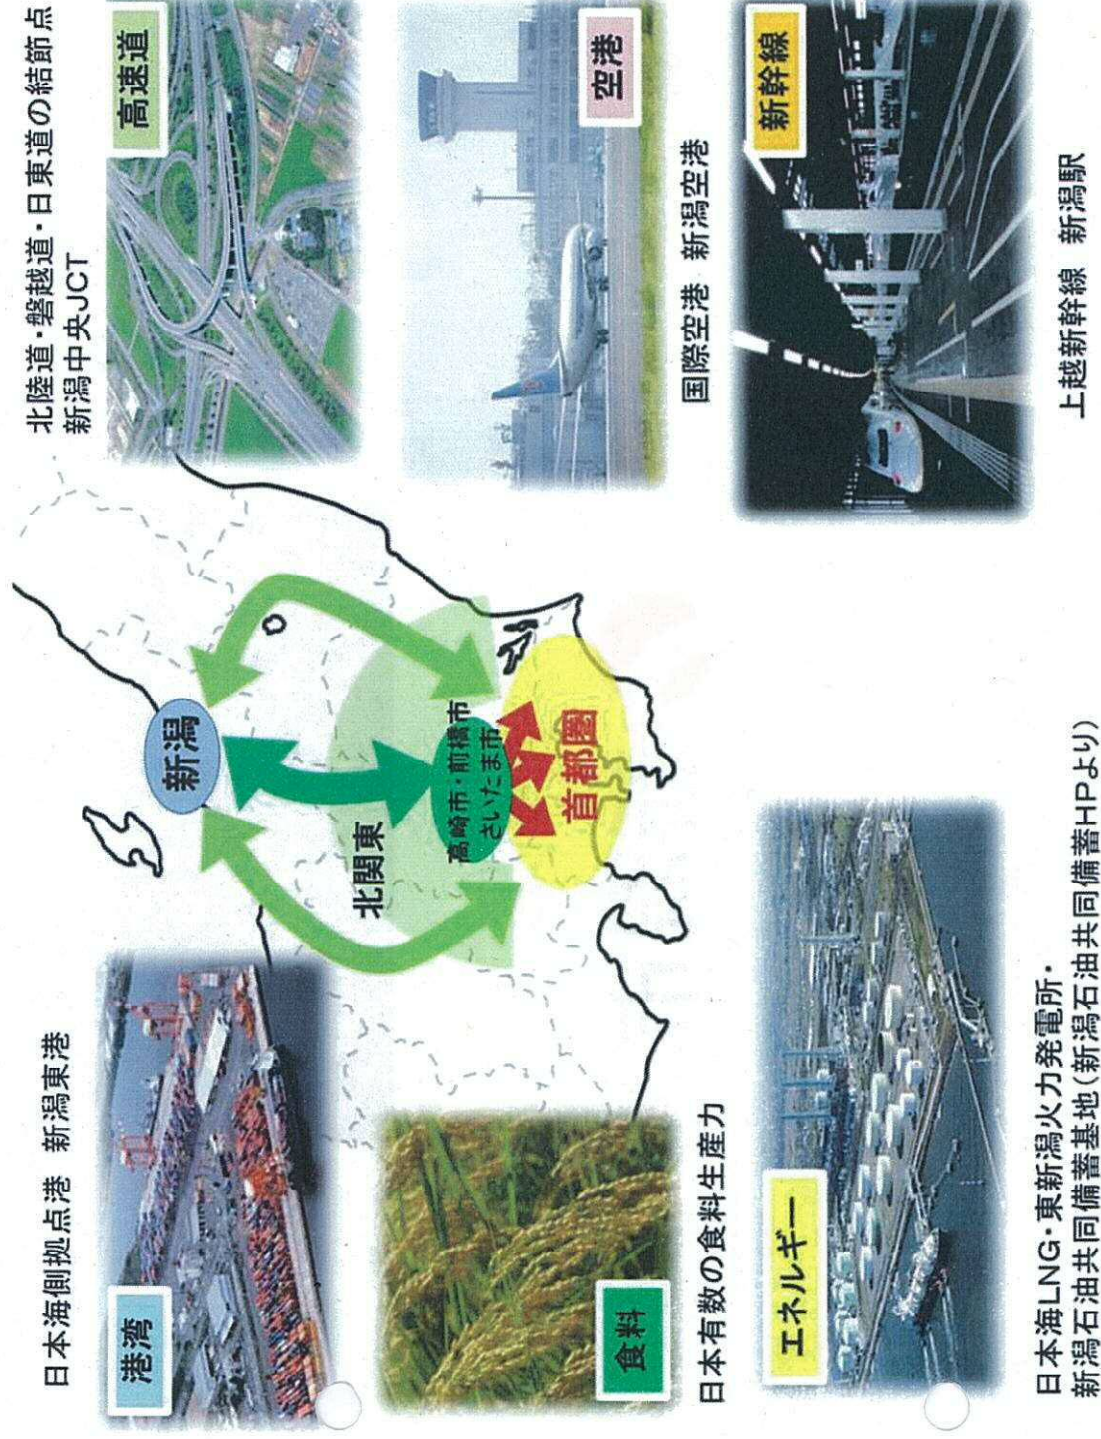 日本海側拠点港 新潟東港
港湾
北陸道・磐越道・日東道の結節点
新潟中央JCT
高速道
新潟
北関東
高崎市・前橋市
さいたま市
首都圏
食料
日本有数の食料生産力
空港
国際空港 新潟空港
エネルギー
日本海LNG・東新潟火力発電所・
新潟石油共同備蓄基地(新潟石油共同備蓄HPより)
新幹線
上越新幹線 新潟駅